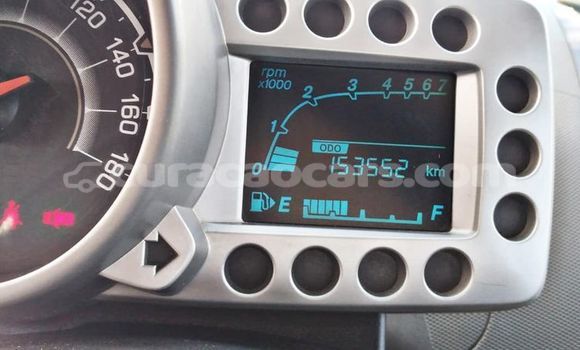 120
140
160
180
rpm
x1000
0 1 2 3 4 5 6 7
ODO
153552 km
E F
curacaocars.com